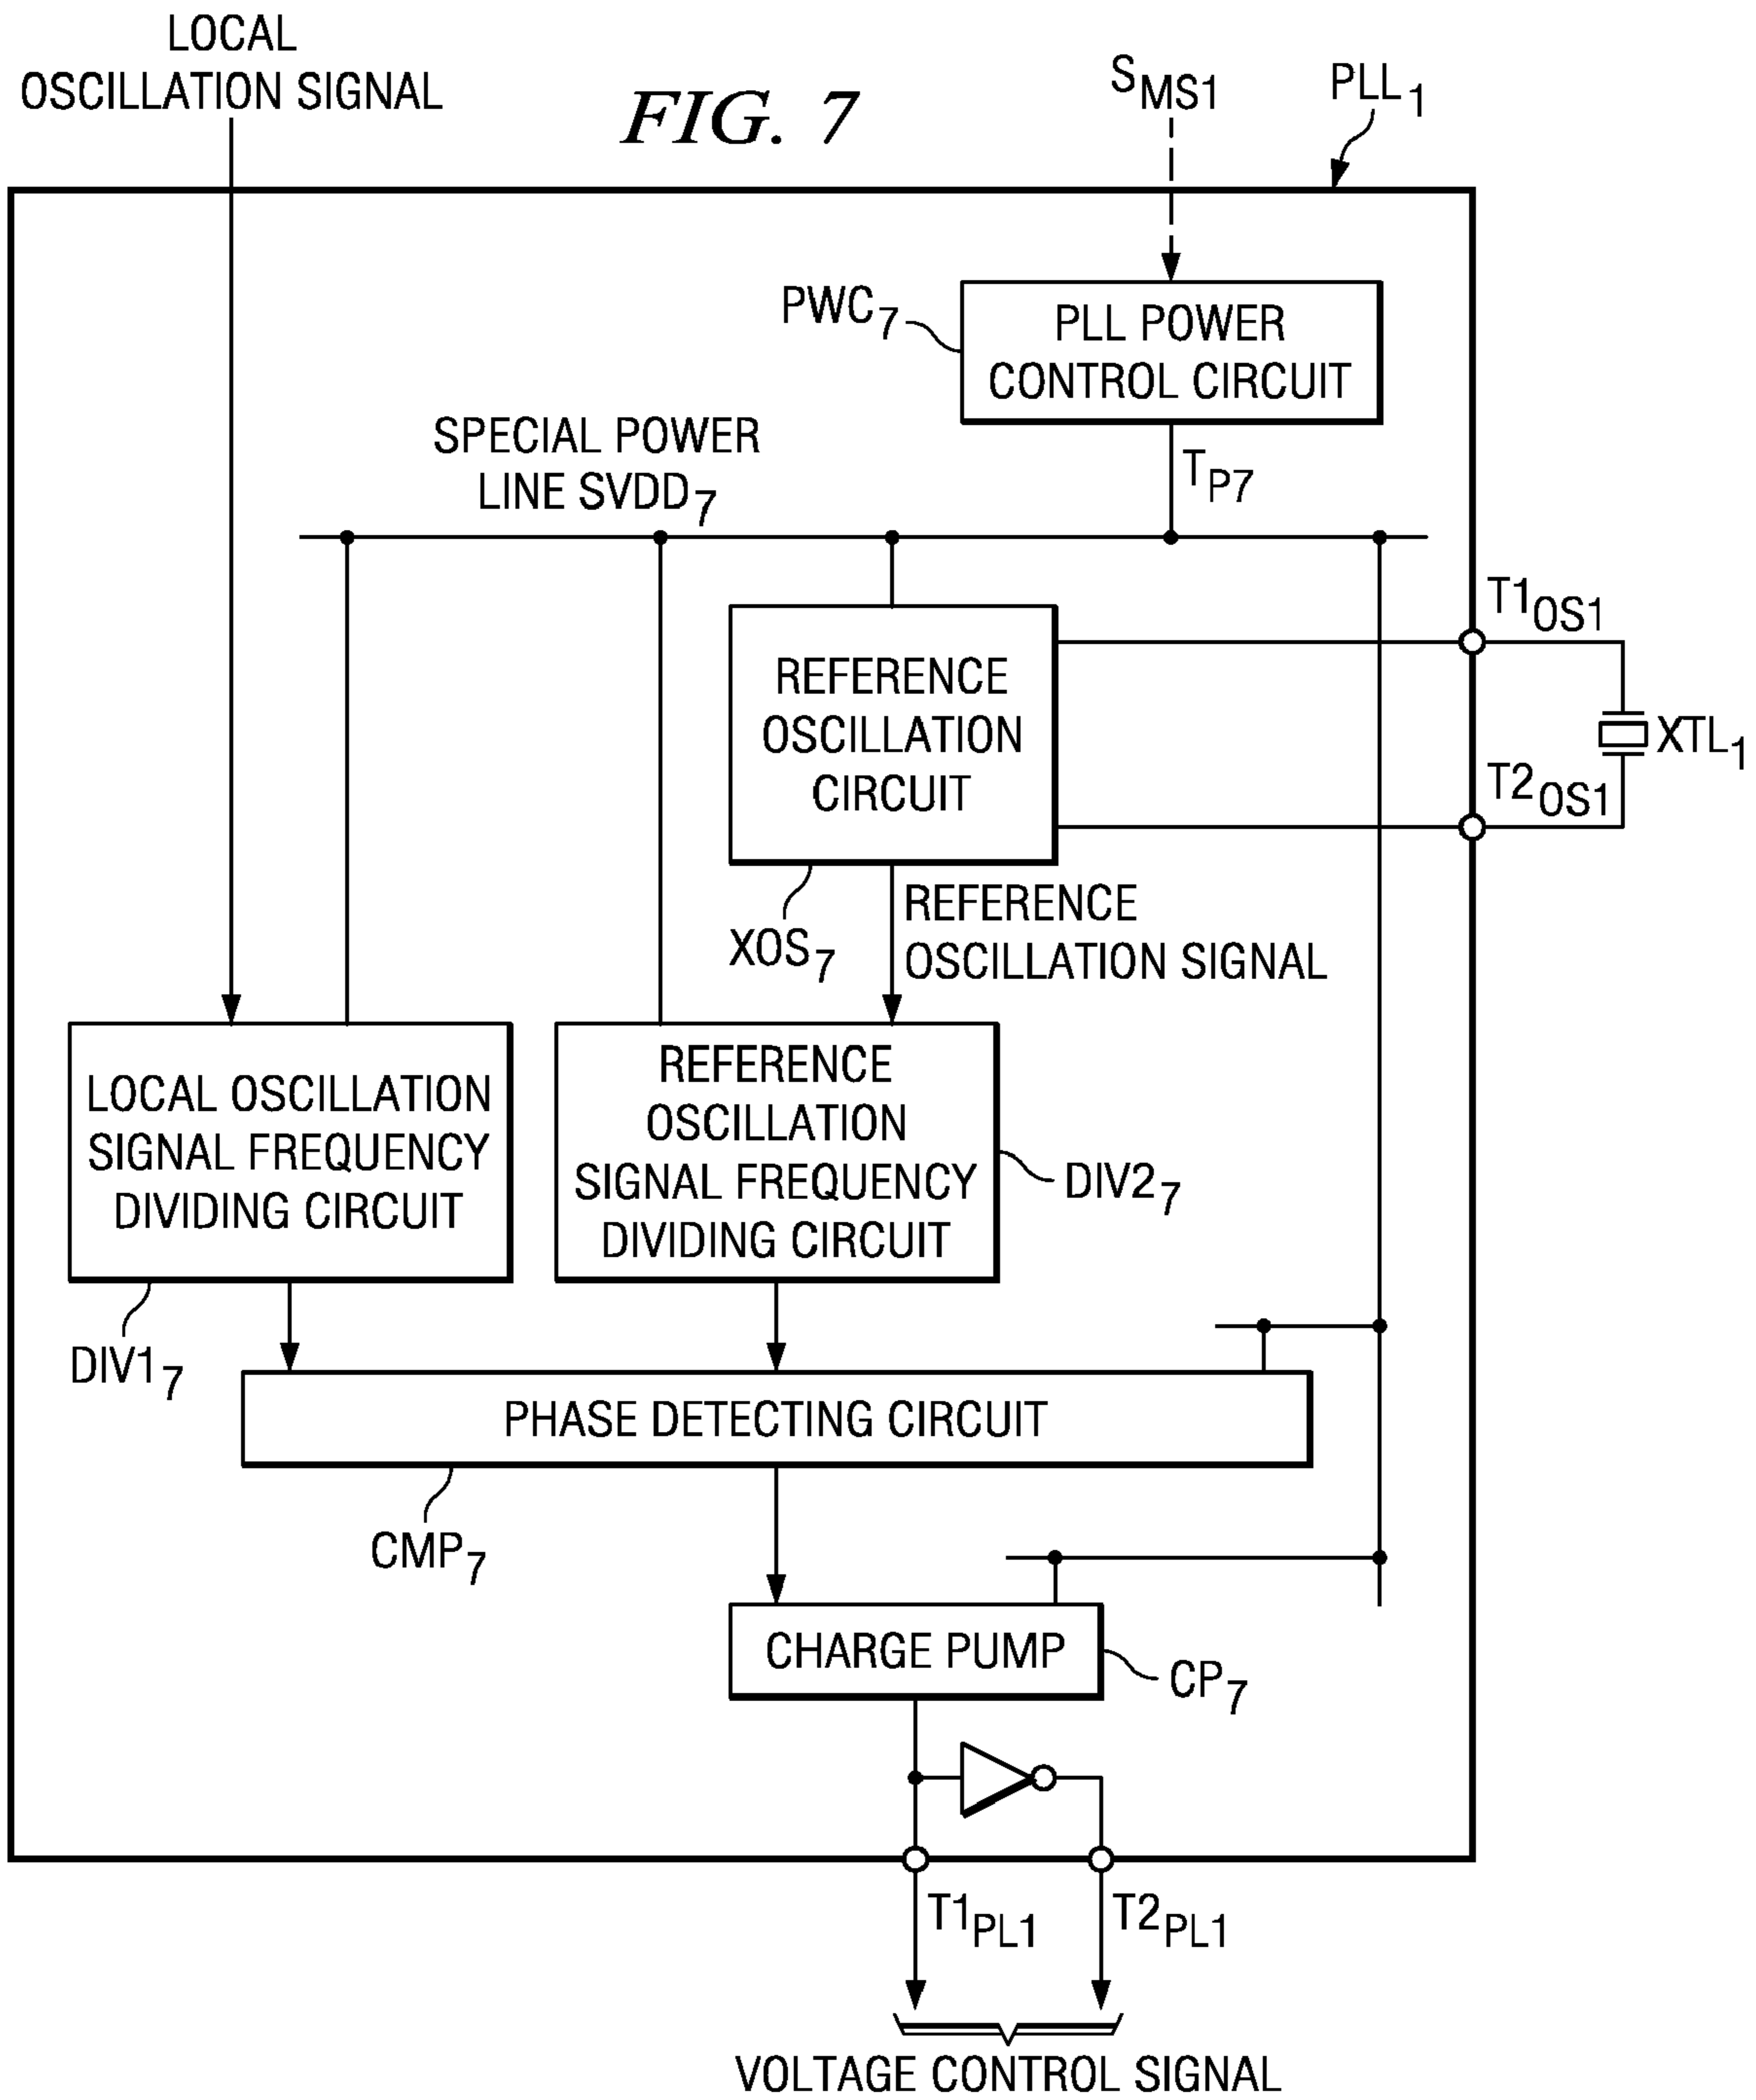 LOCAL
OSCILLATION SIGNAL
FIG. 7
SMS1
PLL1
PWC7
PLL POWER
CONTROL CIRCUIT
SPECIAL POWER
LINE SVDD7
TP7
T1OS1
REFERENCE
OSCILLATION
CIRCUIT
XTL1
T2OS1
XOS7
REFERENCE
OSCILLATION SIGNAL
LOCAL OSCILLATION
SIGNAL FREQUENCY
DIVIDING CIRCUIT
REFERENCE
OSCILLATION
SIGNAL FREQUENCY
DIVIDING CIRCUIT
DIV27
DIV17
PHASE DETECTING CIRCUIT
CMP7
CHARGE PUMP
CP7
T1PL1
T2PL1
VOLTAGE CONTROL SIGNAL